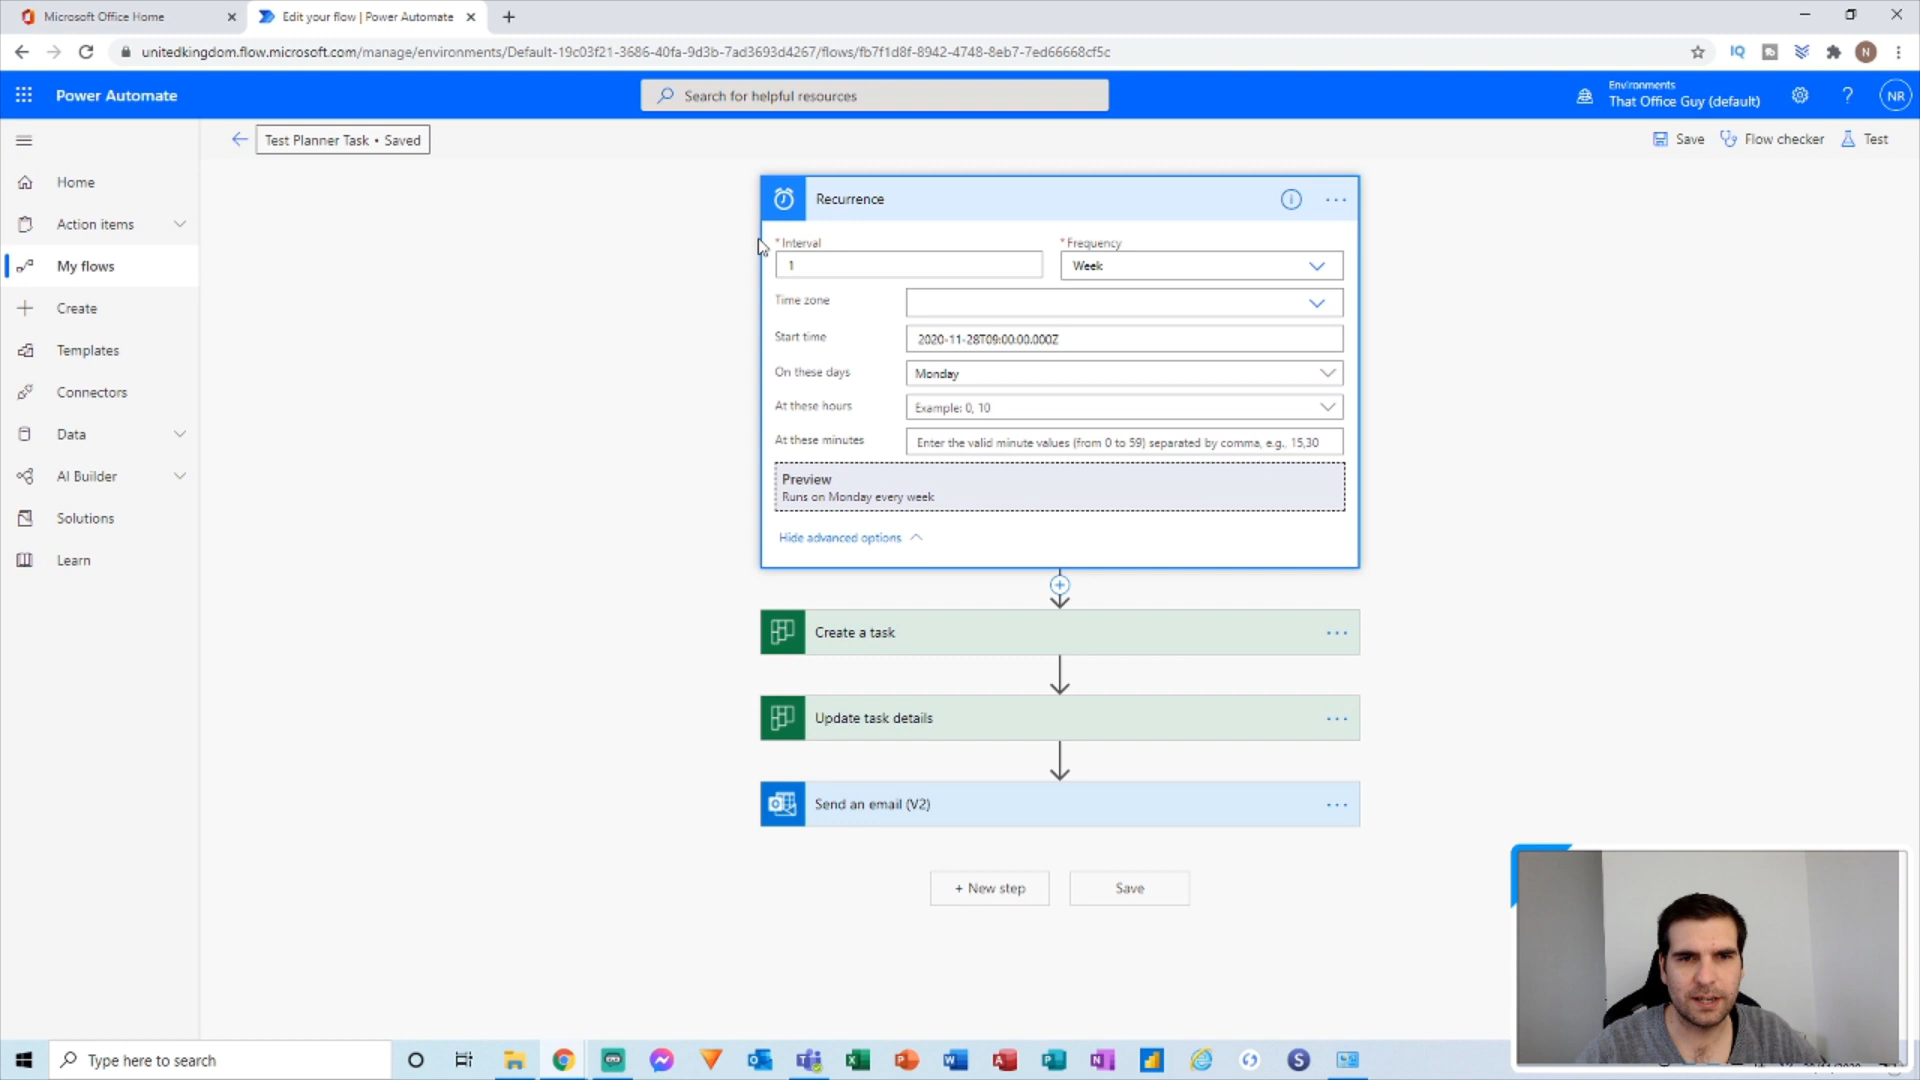 Microsoft Office Home
Edit your flow | Power Automate
unitedkingdom.flow.microsoft.com/manage/environments/Default-19c03f21-3686-40fa-9d3b-7ad3693d4267/flows/fb7f1d8f-8942-4748-8eb7-7ed66668cf5c
IQ
N
Power Automate
Search for helpful resources
Environments
That Office Guy (default)
?
NR
Test Planner Task • Saved
Save
Flow checker
Test
Home
Action items
My flows
Create
Templates
Connectors
Data
AI Builder
Solutions
Learn
Recurrence
* Interval
* Frequency
1
Week
Time zone
Start time
2020-11-28T09:00:00.000Z
On these days
Monday
At these hours
Example: 0, 10
At these minutes
Enter the valid minute values (from 0 to 59) separated by comma, e.g., 15,30
Preview
Runs on Monday every week
Hide advanced options
Create a task
Update task details
Send an email (V2)
+ New step
Save
Type here to search